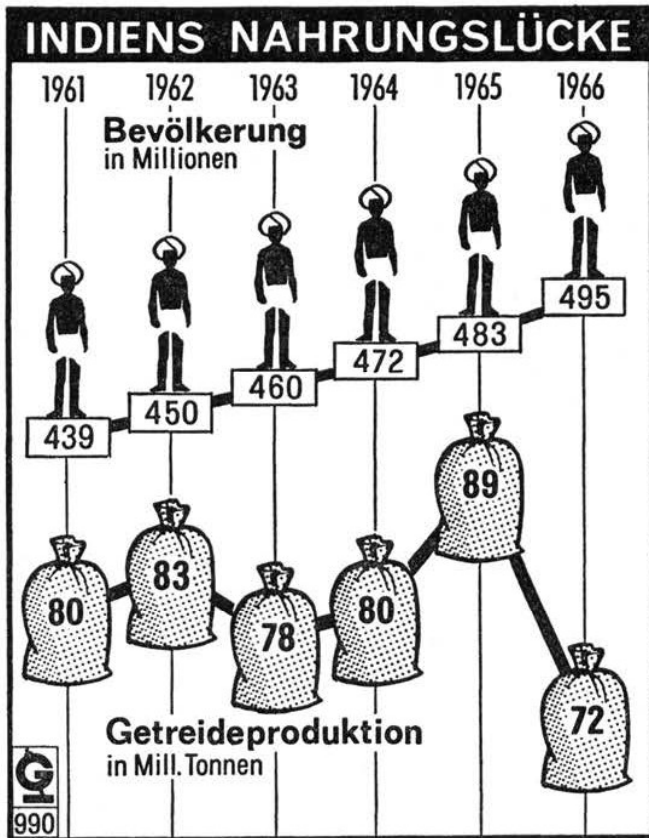 INDIENS NAHRUNGSLÜCKE
1961 1962 1963 1964 1965 1966
Bevölkerung
in Millionen
439 450 460 472 483 495
80 83 78 80 89 72
Getreideproduktion
in Mill. Tonnen
G
990